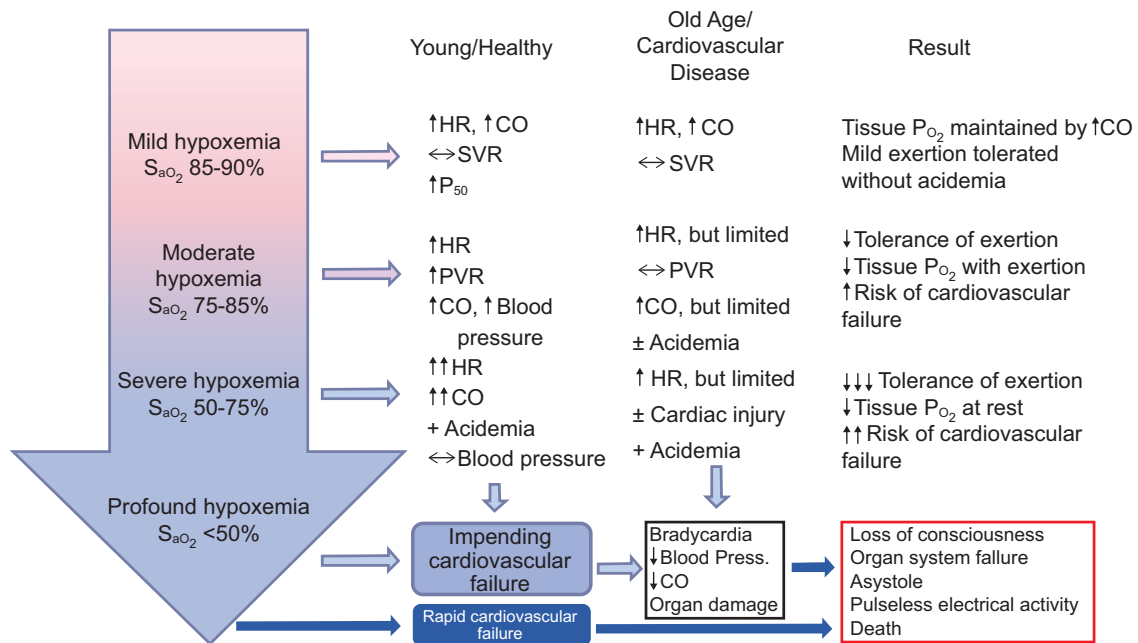 Young/Healthy
Old Age/
Cardiovascular
Disease
Result
Mild hypoxemia
SaO2 85-90%
↑HR, ↑CO
↔SVR
↑P50
↑HR, ↑CO
↔SVR
Tissue PO2 maintained by ↑CO
Mild exertion tolerated
without acidemia
Moderate
hypoxemia
SaO2 75-85%
↑HR
↑PVR
↑CO, ↑Blood
pressure
↑HR, but limited
↔PVR
↑CO, but limited
± Acidemia
↓Tolerance of exertion
↓Tissue PO2 with exertion
↑Risk of cardiovascular
failure
Severe hypoxemia
SaO2 50-75%
↑↑HR
↑↑CO
+ Acidemia
↔Blood pressure
↑ HR, but limited
± Cardiac injury
+ Acidemia
↓↓↓ Tolerance of exertion
↓Tissue PO2 at rest
↑↑ Risk of cardiovascular
failure
Profound hypoxemia
SaO2 <50%
Impending
cardiovascular
failure
Bradycardia
↓Blood Press.
↓CO
Organ damage
Loss of consciousness
Organ system fallure
Asystole
Pulseless electrical activity
Death
Rapid cardiovascular
failure